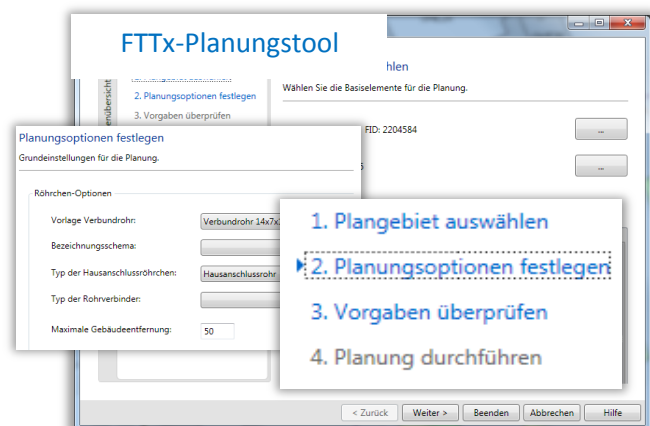 FTTx-Planungstool
hlen
Wählen Sie die Basiselemente für die Planung.
2. Planungsoptionen festlegen
3. Vorgaben überprüfen
FID: 2204584
...
...
Planungsoptionen festlegen
Grundeinstellungen für die Planung.
Röhrchen-Optionen
Vorlage Verbundrohr:
Verbundrohr 14x7x
Bezeichnungsschema:
Typ der Hausanschlussröhrchen:
Hausanschlussrohr
Typ der Rohrverbinder:
Maximale Gebäudeentfernung:
50
1. Plangebiet auswählen
2. Planungsoptionen festlegen
3. Vorgaben überprüfen
4. Planung durchführen
< Zurück
Weiter >
Beenden
Abbrechen
Hilfe